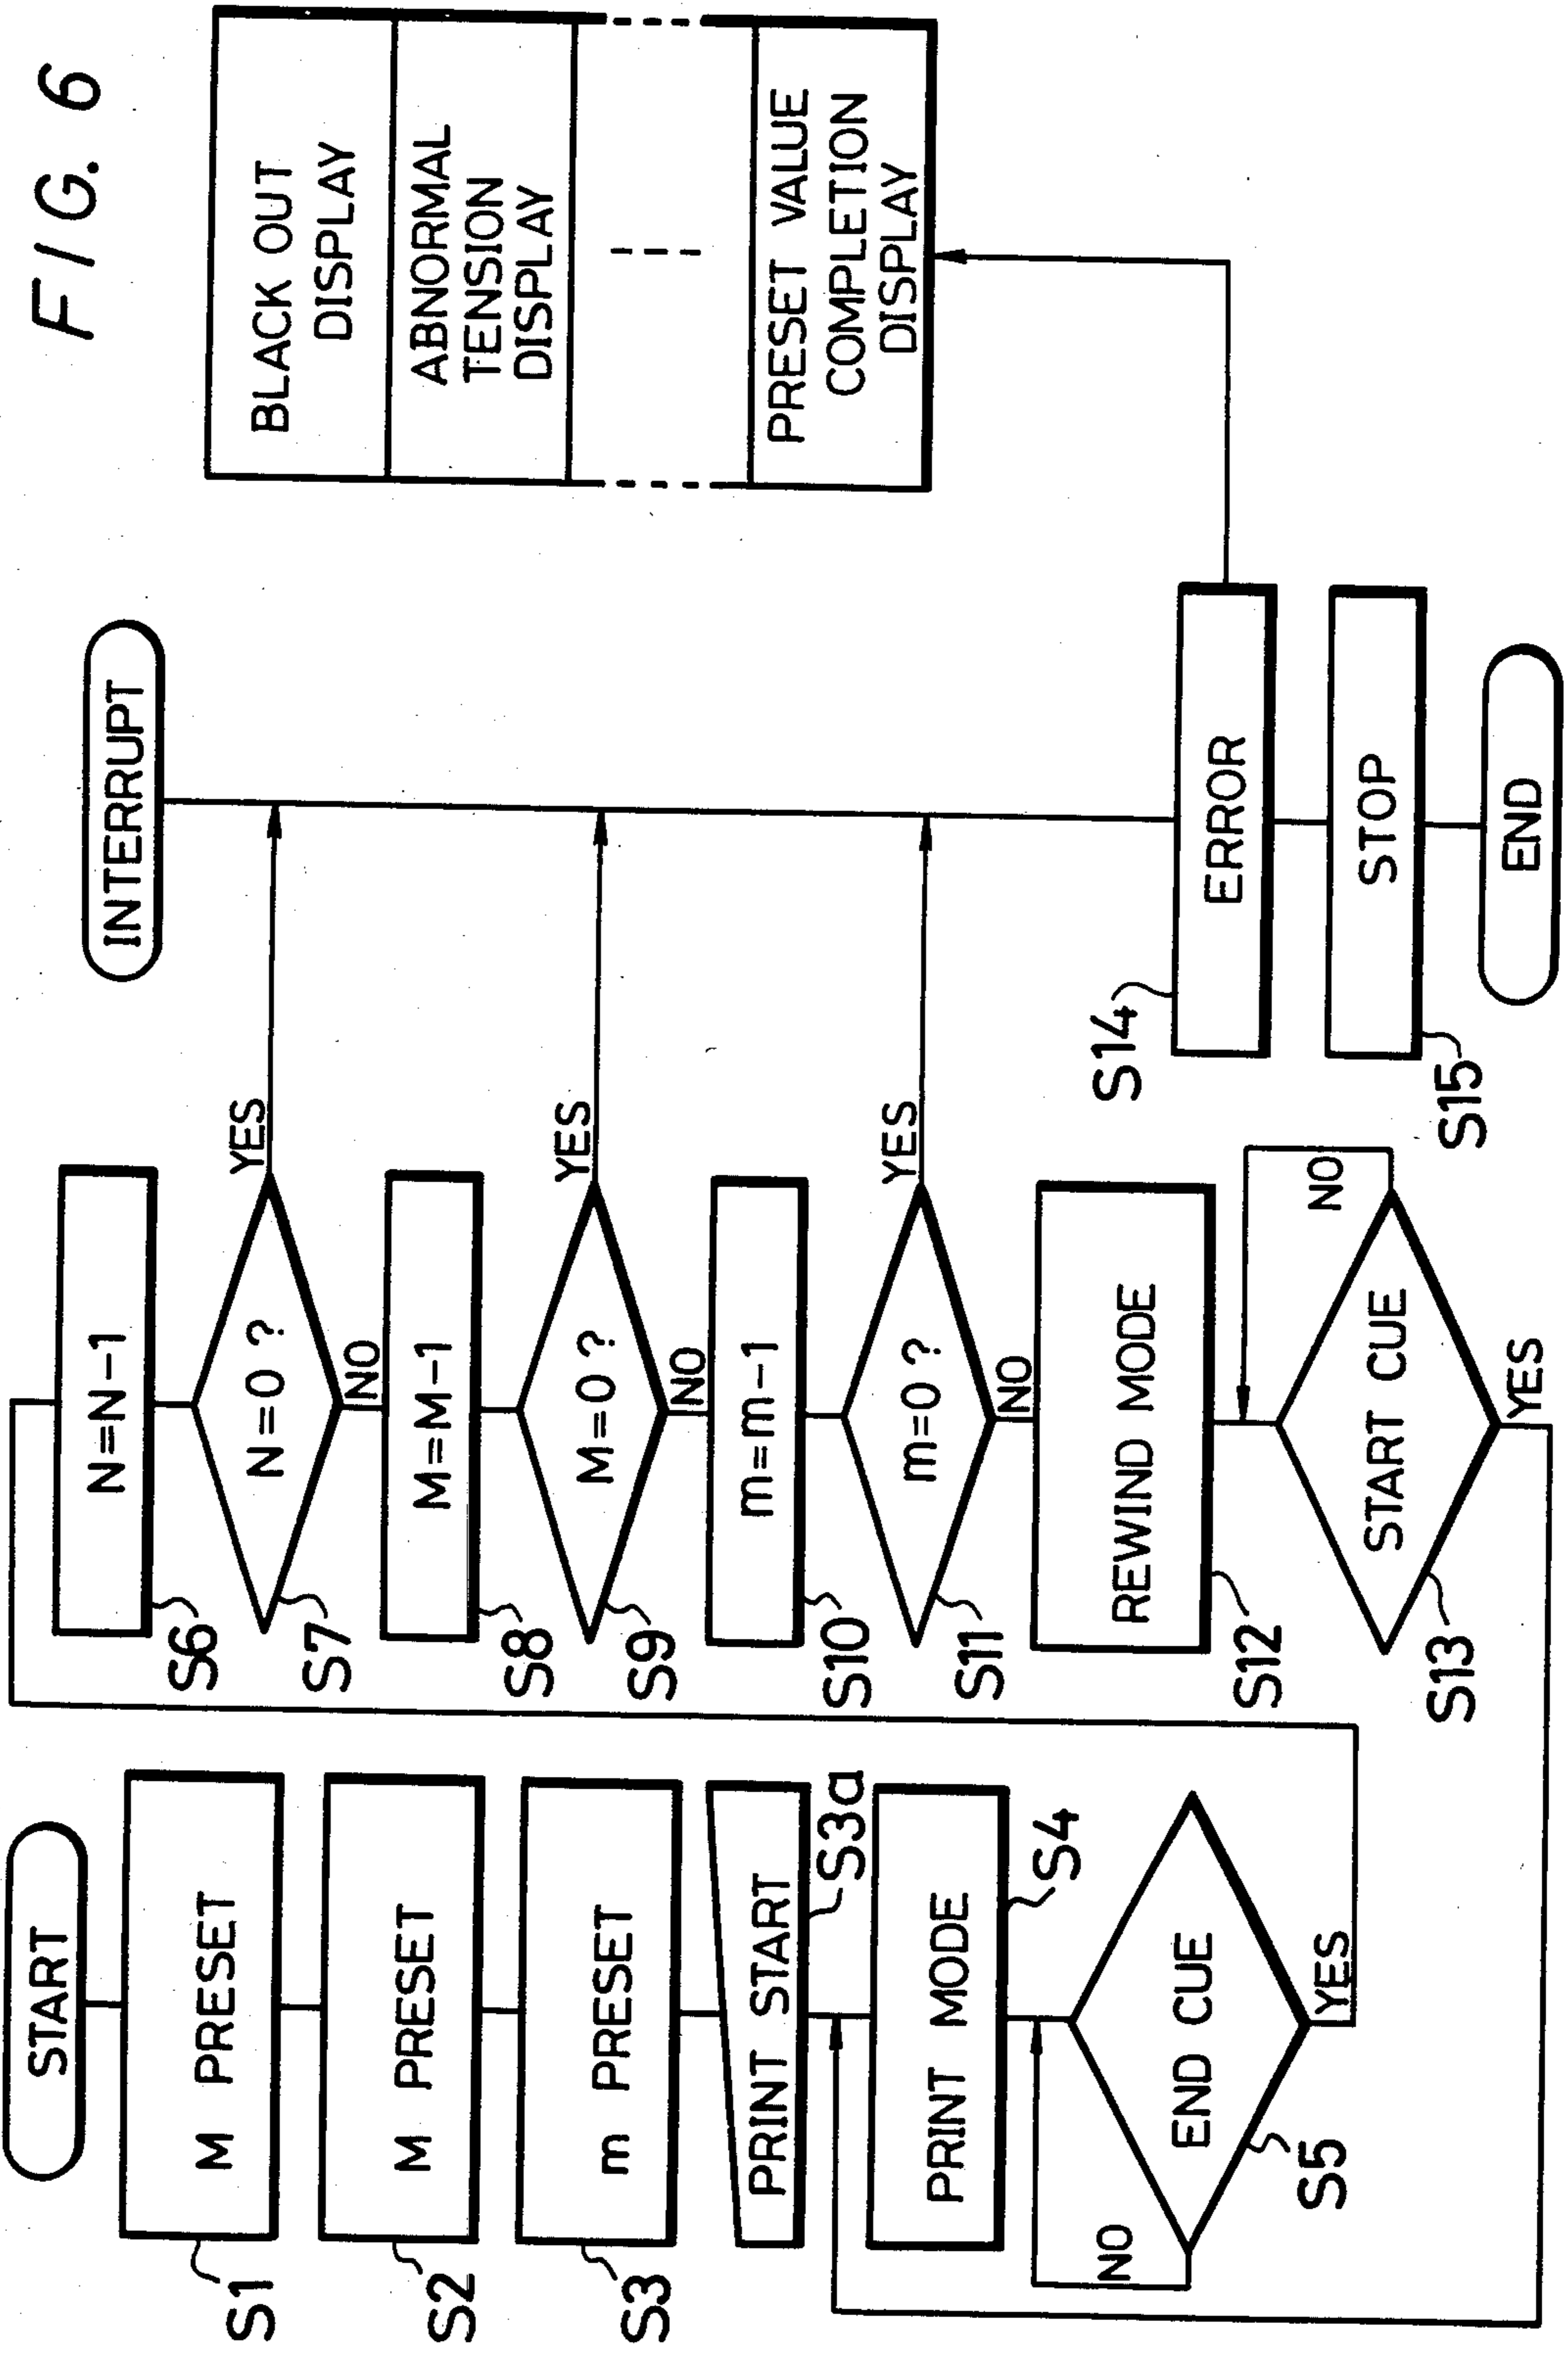 FIG. 6
START
M PRESET
S1
M PRESET
S2
m PRESET
S3
PRINT START
S3a
PRINT MODE
S4
END CUE
S5
NO
YES
N=N-1
S6
N=0?
S7
YES
NO
M=M-1
S8
M=0?
S9
YES
NO
m=m-1
S10
m=0?
S11
YES
NO
REWIND MODE
S12
START CUE
S13
NO
YES
INTERRUPT
ERROR
S14
STOP
S15
END
BLACK OUT
DISPLAY
ABNORMAL
TENSION
DISPLAY
PRESET VALUE
COMPLETION
DISPLAY